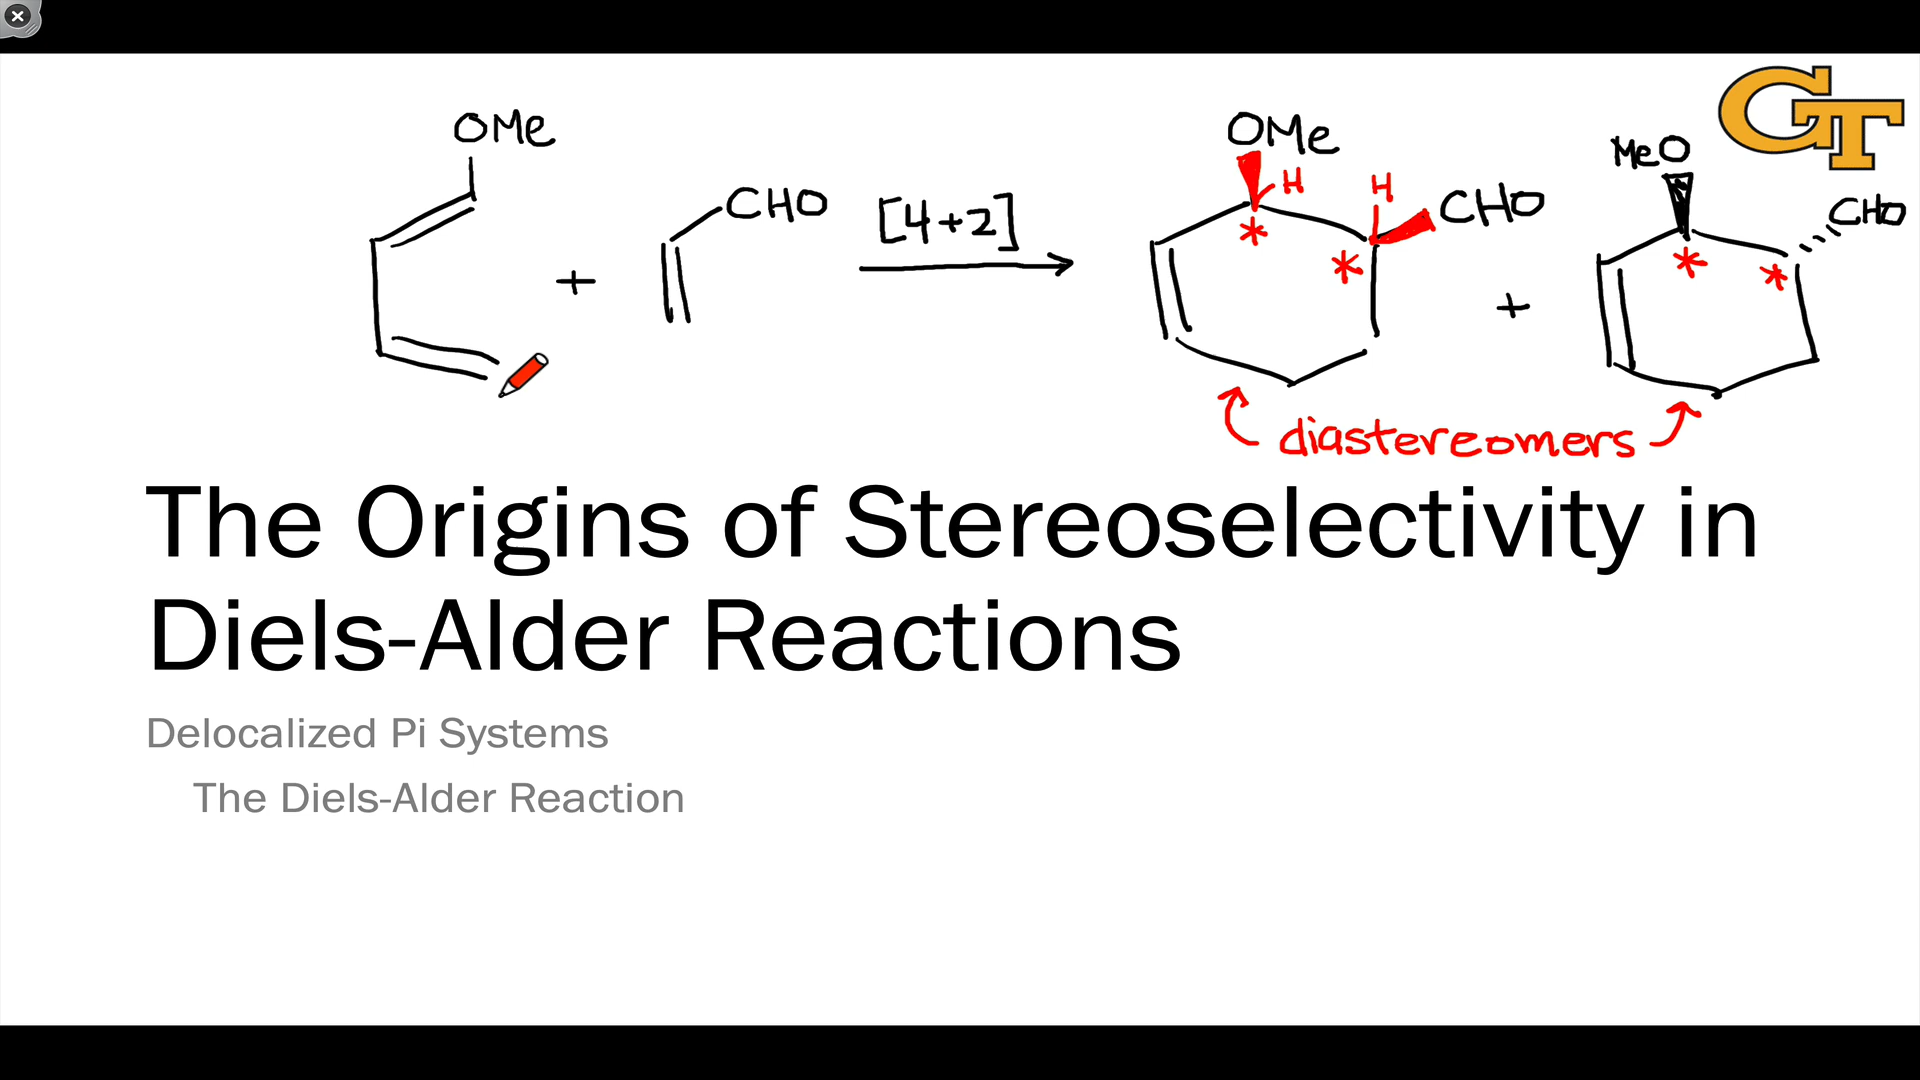 OMe
CHO
+
[4+2]
OMe
H
H
CHO
*
*
+
MeO
CHO
*
*
GT
diastereomers
The Origins of Stereoselectivity in
Diels-Alder Reactions
Delocalized Pi Systems
The Diels-Alder Reaction